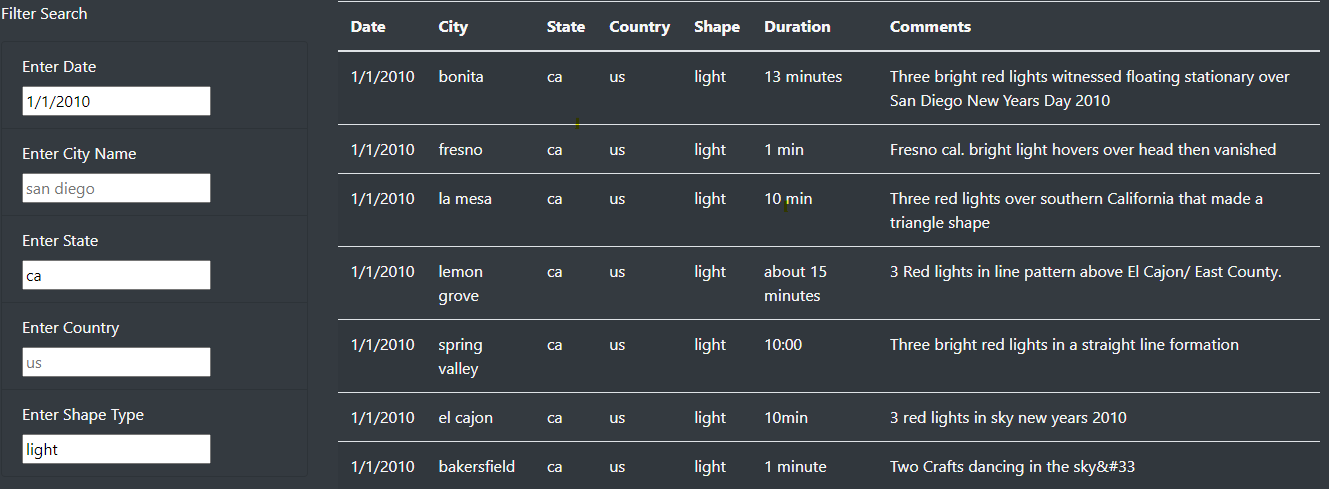 Filter Search
Enter Date
1/1/2010
Enter City Name
san diego
Enter State
ca
Enter Country
us
Enter Shape Type
light
Date City State Country Shape Duration Comments
1/1/2010 bonita ca us light 13 minutes Three bright red lights witnessed floating stationary over
San Diego New Years Day 2010
1/1/2010 fresno ca us light 1 min Fresno cal. bright light hovers over head then vanished
1/1/2010 la mesa ca us light 10 min Three red lights over southern California that made a
triangle shape
1/1/2010 lemon ca us light about 15 3 Red lights in line pattern above El Cajon/ East County.
grove minutes
1/1/2010 spring ca us light 10:00 Three bright red lights in a straight line formation
valley
1/1/2010 el cajon ca us light 10min 3 red lights in sky new years 2010
1/1/2010 bakersfield ca us light 1 minute Two Crafts dancing in the sky&#33